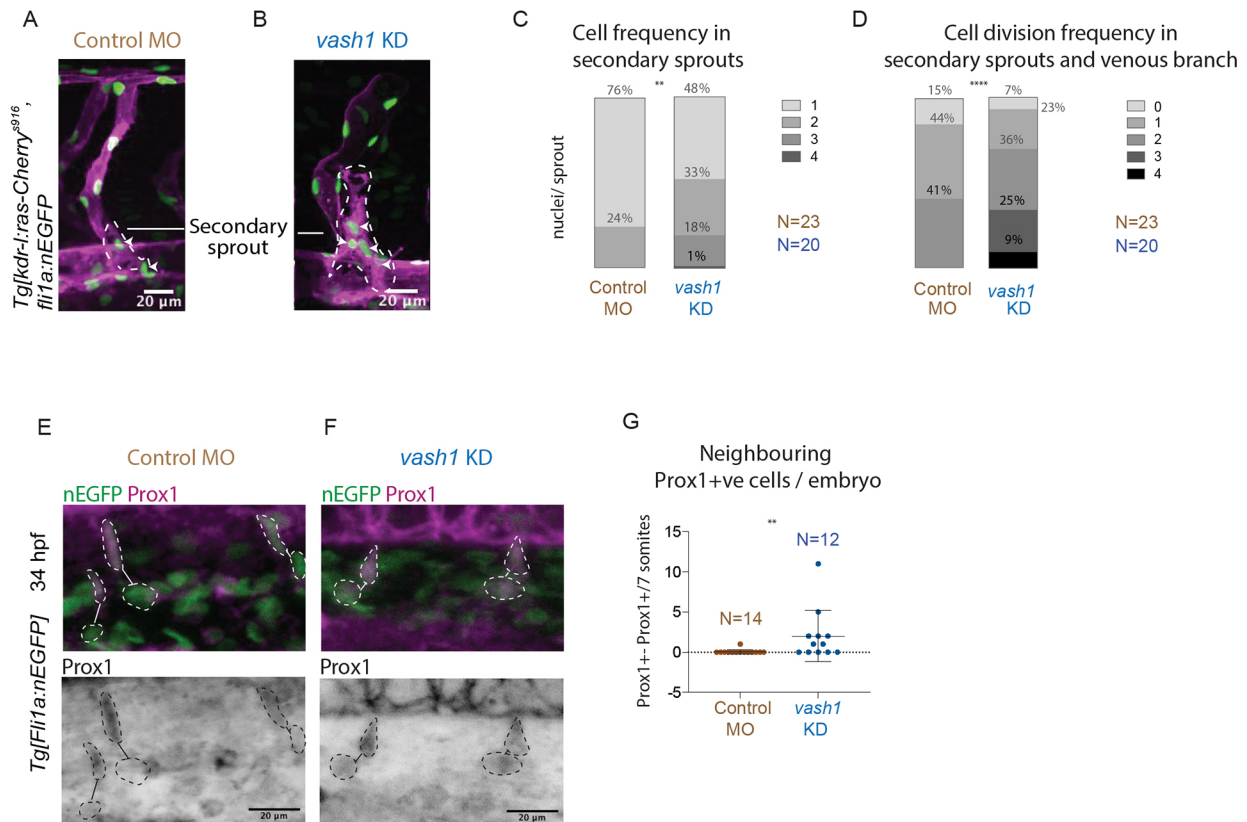 A
Control MO
Tg[kdr-l:ras-Cherry^s916,
fli1a:nEGFP
20 µm
B
vash1 KD
Secondary
sprout
20 µm
C
Cell frequency in
secondary sprouts
nuclei/ sprout
76%
**
48%
24%
33%
18%
1%
1
2
3
4
N=23
N=20
Control
MO
vash1
KD
D
Cell division frequency in
secondary sprouts and venous branch
15%
****
7%
23%
44%
36%
41%
25%
9%
0
1
2
3
4
N=23
N=20
Control
MO
vash1
KD
E
Control MO
Tg[Fli1a:nEGFP] 34 hpf
nEGFP Prox1
Prox1
20 µm
F
vash1 KD
nEGFP Prox1
Prox1
20 µm
G
Neighbouring
Prox1+ve cells / embryo
Prox1+- Prox1+/7 somites
15
10
5
0
-5
**
N=12
N=14
Control
MO
vash1
KD